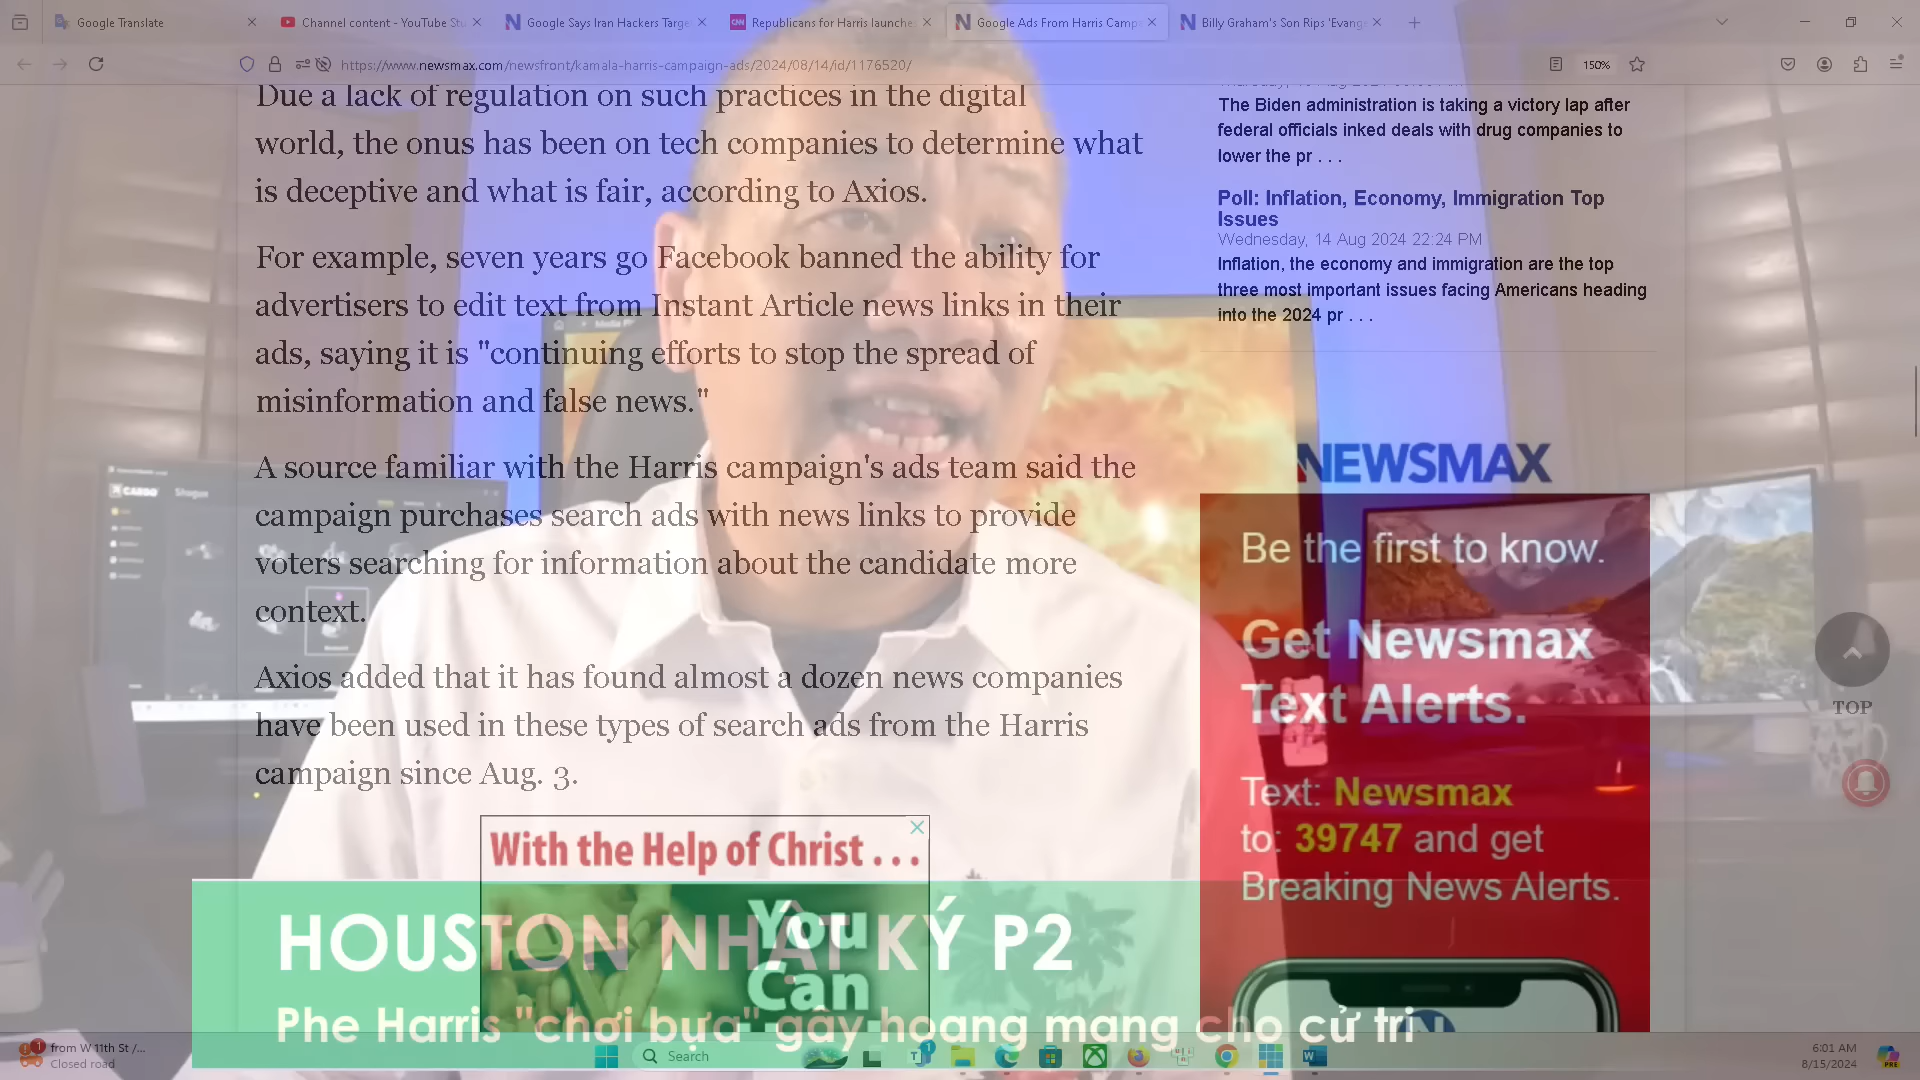 Google Translate
Channel content - YouTube Stu
Google Says Iran Hackers Targe
Republicans for Harris launche
Google Ads From Harris Camp
Billy Graham's Son Rips 'Evang
https://www.newsmax.com/newsfront/kamala-harris-campaign-ads/2024/08/14/id/1176520/
150%
Due a lack of regulation on such practices in the digital
world, the onus has been on tech companies to determine what
is deceptive and what is fair, according to Axios.
For example, seven years go Facebook banned the ability for
advertisers to edit text from Instant Article news links in their
ads, saying it is "continuing efforts to stop the spread of
misinformation and false news."
A source familiar with the Harris campaign's ads team said the
campaign purchases search ads with news links to provide
voters searching for information about the candidate more
context.
Axios added that it has found almost a dozen news companies
have been used in these types of search ads from the Harris
campaign since Aug. 3.
With the Help of Christ . . .
You
Can
The Biden administration is taking a victory lap after
federal officials inked deals with drug companies to
lower the pr . . .
Poll: Inflation, Economy, Immigration Top
Issues
Wednesday, 14 Aug 2024 22:24 PM
Inflation, the economy and immigration are the top
three most important issues facing Americans heading
into the 2024 pr . . .
NEWSMAX
Be the first to know.
Get Newsmax
Text Alerts.
Text: Newsmax
to: 39747 and get
Breaking News Alerts.
TOP
HOUSTON NHẬT KÝ P2
Phe Harris "chơi bựa" gây hoang mang cho cử tri
from W 11th St /...
Closed road
Search
6:01 AM
8/15/2024